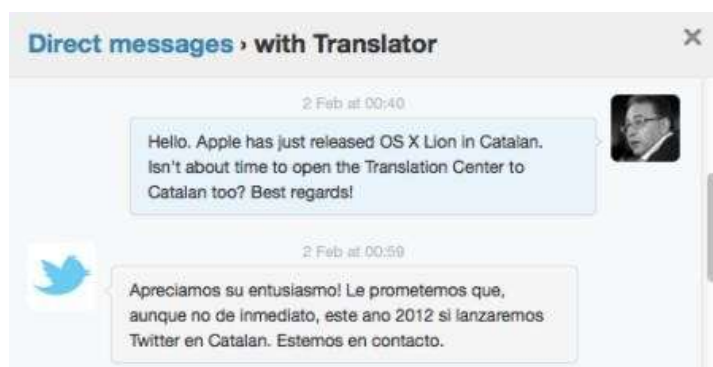 Direct messages › with Translator
2 Feb at 00:40
Hello. Apple has just released OS X Lion in Catalan.
Isn't about time to open the Translation Center to
Catalan too? Best regards!
2 Feb at 00:59
Apreciamos su entusiasmo! Le prometemos que,
aunque no de inmediato, este ano 2012 si lanzaremos
Twitter en Catalan. Estemos en contacto.